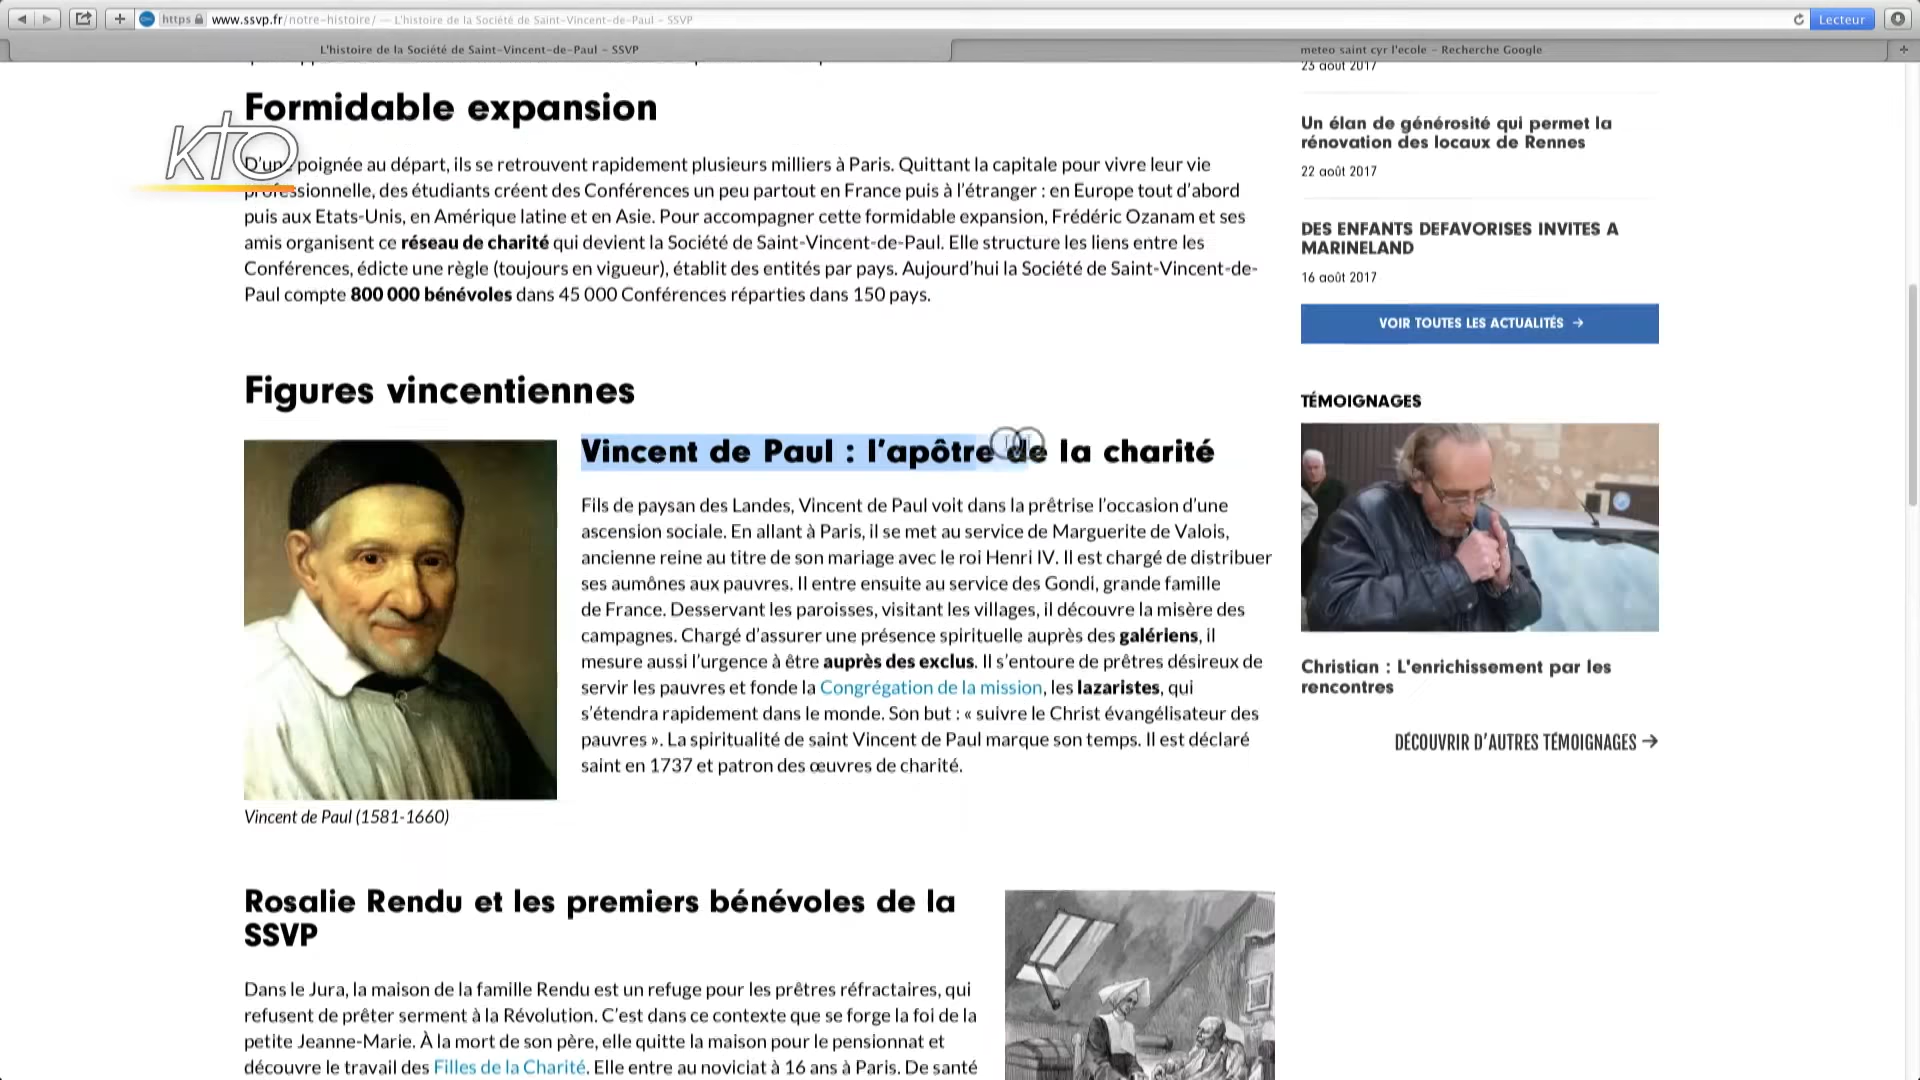 https www.ssvp.fr/notre-histoire/ — L'histoire de la Société de Saint-Vincent-de-Paul – SSVP
Lecteur
L'histoire de la Société de Saint-Vincent-de-Paul – SSVP
meteo saint cyr l'ecole – Recherche Google
Formidable expansion
KTO
D'une poignée au départ, ils se retrouvent rapidement plusieurs milliers à Paris. Quittant la capitale pour vivre leur vie
professionnelle, des étudiants créent des Conférences un peu partout en France puis à l'étranger : en Europe tout d'abord
puis aux Etats-Unis, en Amérique latine et en Asie. Pour accompagner cette formidable expansion, Frédéric Ozanam et ses
amis organisent ce réseau de charité qui devient la Société de Saint-Vincent-de-Paul. Elle structure les liens entre les
Conférences, édicte une règle (toujours en vigueur), établit des entités par pays. Aujourd'hui la Société de Saint-Vincent-de-
Paul compte 800 000 bénévoles dans 45 000 Conférences réparties dans 150 pays.
Figures vincentiennes
Vincent de Paul : l'apôtre de la charité
Fils de paysan des Landes, Vincent de Paul voit dans la prêtrise l'occasion d'une
ascension sociale. En allant à Paris, il se met au service de Marguerite de Valois,
ancienne reine au titre de son mariage avec le roi Henri IV. Il est chargé de distribuer
ses aumônes aux pauvres. Il entre ensuite au service des Gondi, grande famille
de France. Desservant les paroisses, visitant les villages, il découvre la misère des
campagnes. Chargé d'assurer une présence spirituelle auprès des galériens, il
mesure aussi l'urgence à être auprès des exclus. Il s'entoure de prêtres désireux de
servir les pauvres et fonde la Congrégation de la mission, les lazaristes, qui
s'étendra rapidement dans le monde. Son but : « suivre le Christ évangélisateur des
pauvres ». La spiritualité de saint Vincent de Paul marque son temps. Il est déclaré
saint en 1737 et patron des œuvres de charité.
Vincent de Paul (1581-1660)
Rosalie Rendu et les premiers bénévoles de la
SSVP
Dans le Jura, la maison de la famille Rendu est un refuge pour les prêtres réfractaires, qui
refusent de prêter serment à la Révolution. C'est dans ce contexte que se forge la foi de la
petite Jeanne-Marie. À la mort de son père, elle quitte la maison pour le pensionnat et
découvre le travail des Filles de la Charité. Elle entre au noviciat à 16 ans à Paris. De santé
23 août 2017
Un élan de générosité qui permet la
rénovation des locaux de Rennes
22 août 2017
DES ENFANTS DEFAVORISES INVITES A
MARINELAND
16 août 2017
VOIR TOUTES LES ACTUALITÉS →
TÉMOIGNAGES
Christian : L'enrichissement par les
rencontres
DÉCOUVRIR D'AUTRES TÉMOIGNAGES →